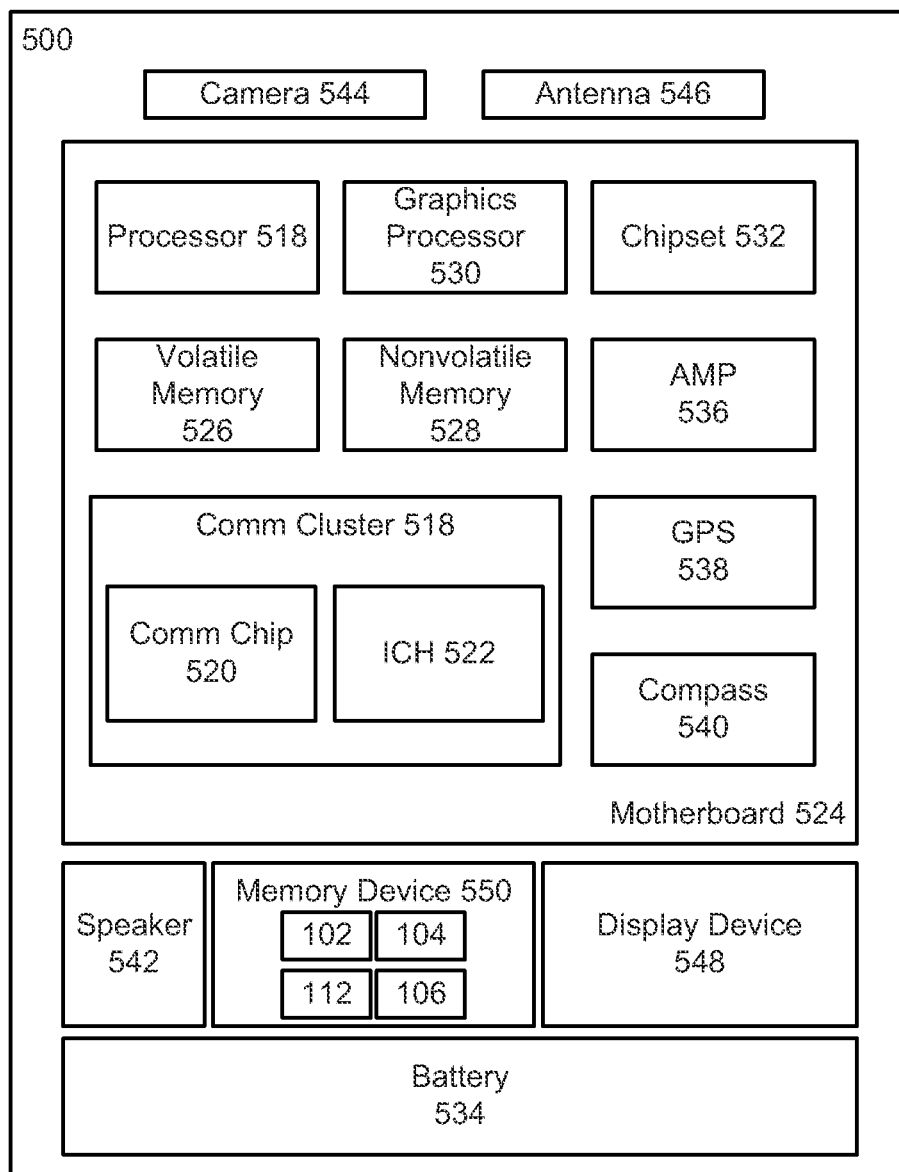 500
Camera 544
Antenna 546
Processor 518
Graphics
Processor
530
Chipset 532
Volatile
Memory
526
Nonvolatile
Memory
528
AMP
536
Comm Cluster 518
Comm Chip
520
ICH 522
GPS
538
Compass
540
Motherboard 524
Speaker
542
Memory Device 550
102
104
112
106
Display Device
548
Battery
534